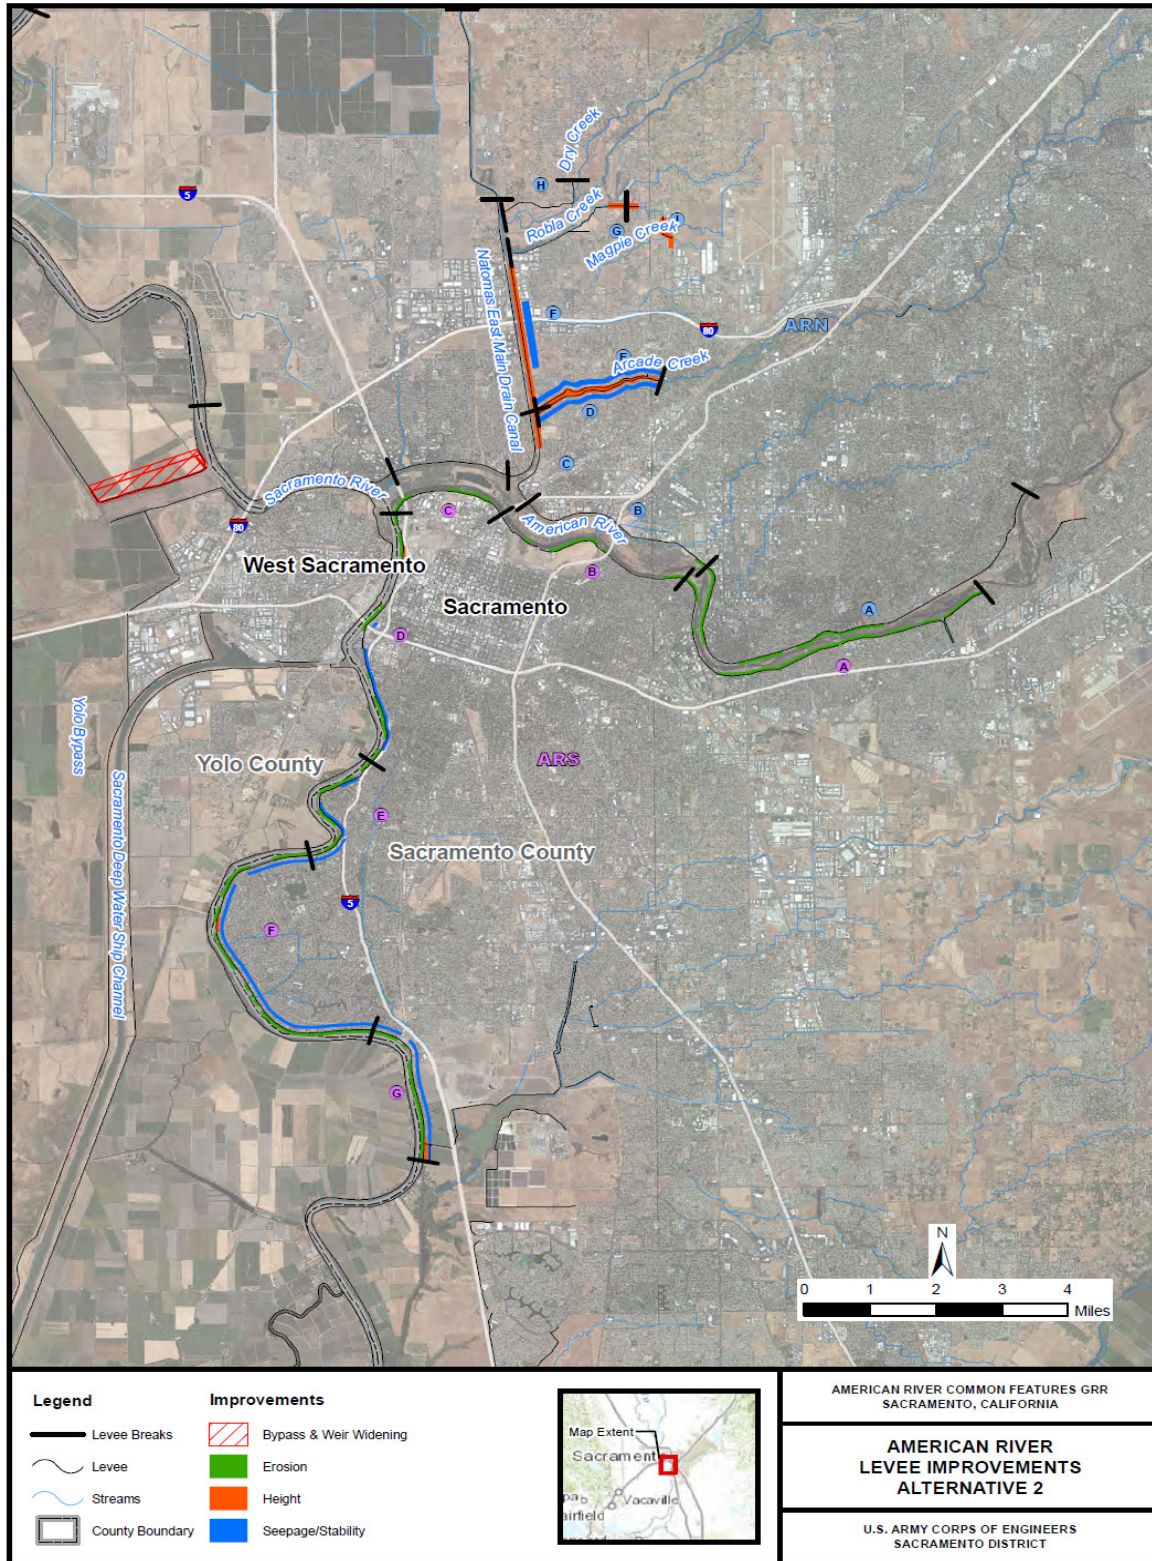 Dry Creek
H
5
Robla Creek
I
G
Magpie Creek
Natomas East Main Drain Canal
F
80
ARN
E
Arcade Creek
D
C
Sacramento River
C
B
American River
80
West Sacramento
B
Sacramento
A
D
A
Yolo Bypass
Yolo County
ARS
Sacramento Deep Water Ship Channel
E
Sacramento County
5
F
G
N
0 1 2 3 4
Miles
Legend
Levee Breaks
Levee
Streams
County Boundary
Improvements
Bypass & Weir Widening
Erosion
Height
Seepage/Stability
Map Extent
Sacrament
Vacaville
airfield
AMERICAN RIVER COMMON FEATURES GRR
SACRAMENTO, CALIFORNIA
AMERICAN RIVER
LEVEE IMPROVEMENTS
ALTERNATIVE 2
U.S. ARMY CORPS OF ENGINEERS
SACRAMENTO DISTRICT